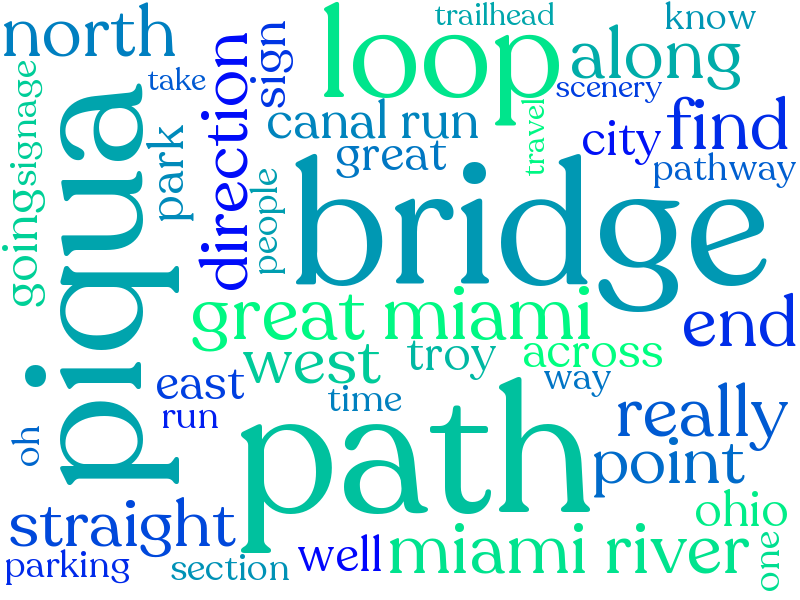 trailhead
know
north
loop
along
take
sign
scenery
signage
direction
canal run
travel
find
city
great
park
piqua
pathway
people
bridge
going
great miami
end
west
troy
across
east
way
run
time
really
path
oh
point
straight
ohio
well
miami river
one
parking
section